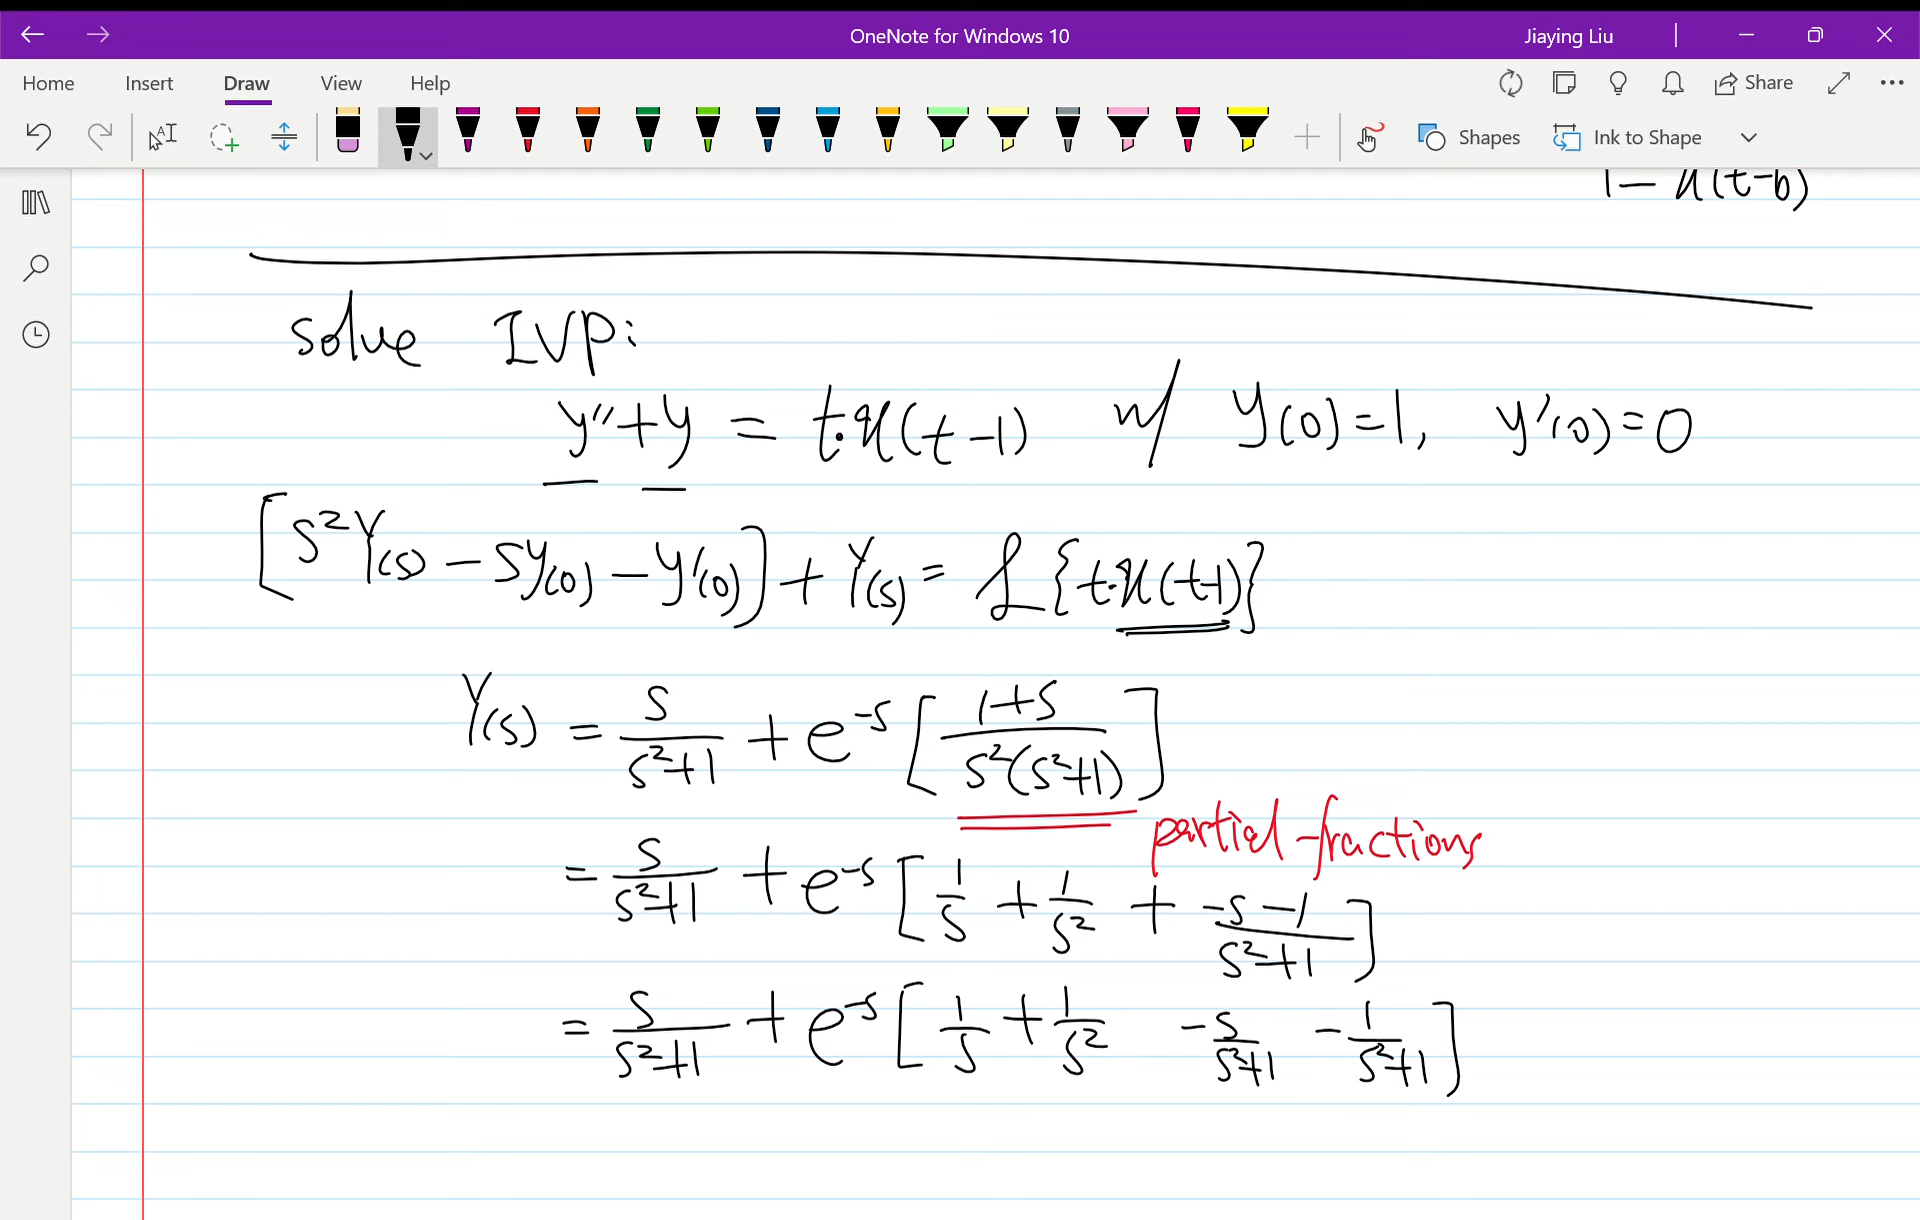 OneNote for Windows 10
Jiaying Liu
Home Insert Draw View Help
Share
Shapes
Ink to Shape
1 – u(t-b)
Solve IVP:
y'' + y = t·u(t-1) w/ y(0)=1, y'(0)=0
[s²Y(s) – sy(0) – y'(0)] + Y(s) = ℒ{t·u(t-1)}
Y(s) = s/(s²+1) + e^(-s) [(1+s)/(s²(s²+1))]
partial-fractions
= s/(s²+1) + e^(-s) [1/s + 1/s² + (-s-1)/(s²+1)]
= s/(s²+1) + e^(-s) [1/s + 1/s² - s/(s²+1) - 1/(s²+1)]